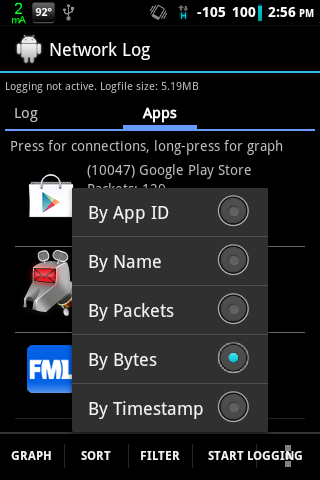 2
mA
92°
-105
100
2:56 PM
H
Network Log
Logging not active. Logfile size: 5.19MB
Log
Apps
Press for connections, long-press for graph
(10047) Google Play Store
Packets: 120
By App ID
By Name
By Packets
FML
By Bytes
By Timestamp
GRAPH
SORT
FILTER
START LOGGING